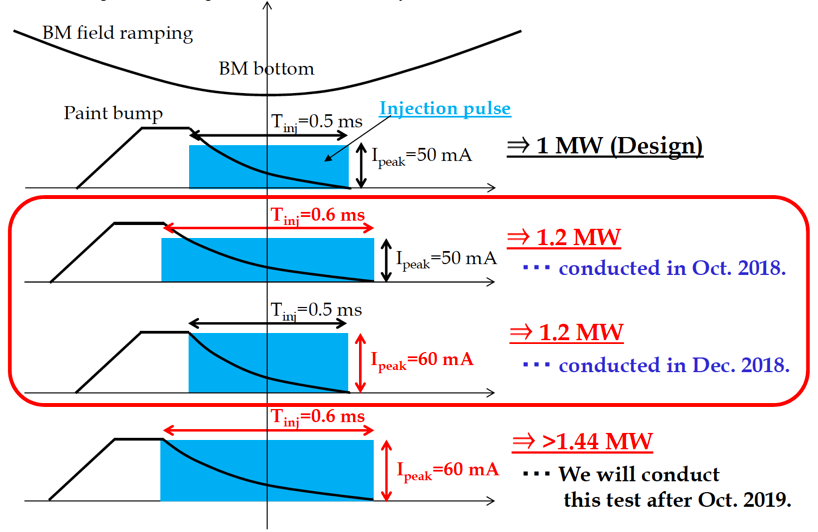 BM field ramping
BM bottom
Paint bump
Injection pulse
Tinj=0.5 ms
Ipeak=50 mA
⇒ 1 MW (Design)
Tinj=0.6 ms
Ipeak=50 mA
⇒ 1.2 MW
··· conducted in Oct. 2018.
Tinj=0.5 ms
Ipeak=60 mA
⇒ 1.2 MW
··· conducted in Dec. 2018.
Tinj=0.6 ms
Ipeak=60 mA
⇒ >1.44 MW
··· We will conduct
this test after Oct. 2019.